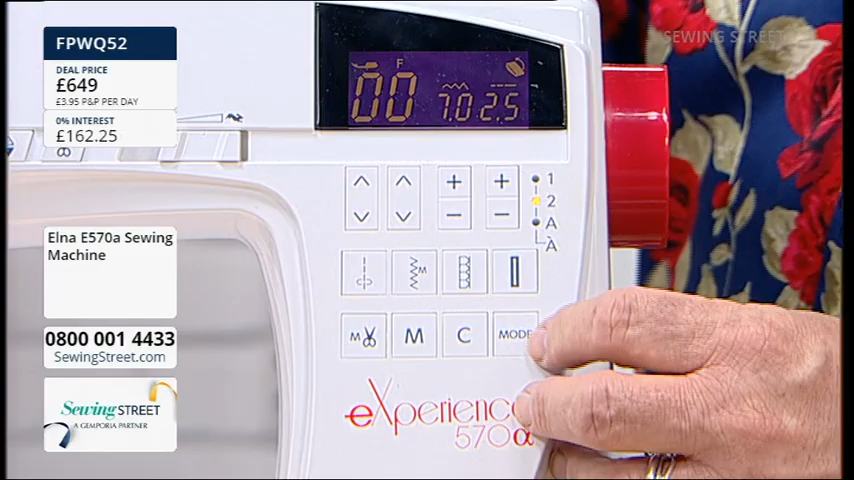 FPWQ52
DEAL PRICE
£649
£3.95 P&P PER DAY
0% INTEREST
£162.25
Elna E570a Sewing
Machine
0800 001 4433
SewingStreet.com
Sewing STREET
A GEMPORIA PARTNER
SEWING STREET
F
00 7.0 2.5
+ +
- -
1
2
A
A
M
M M C MODE
eXperience
570α